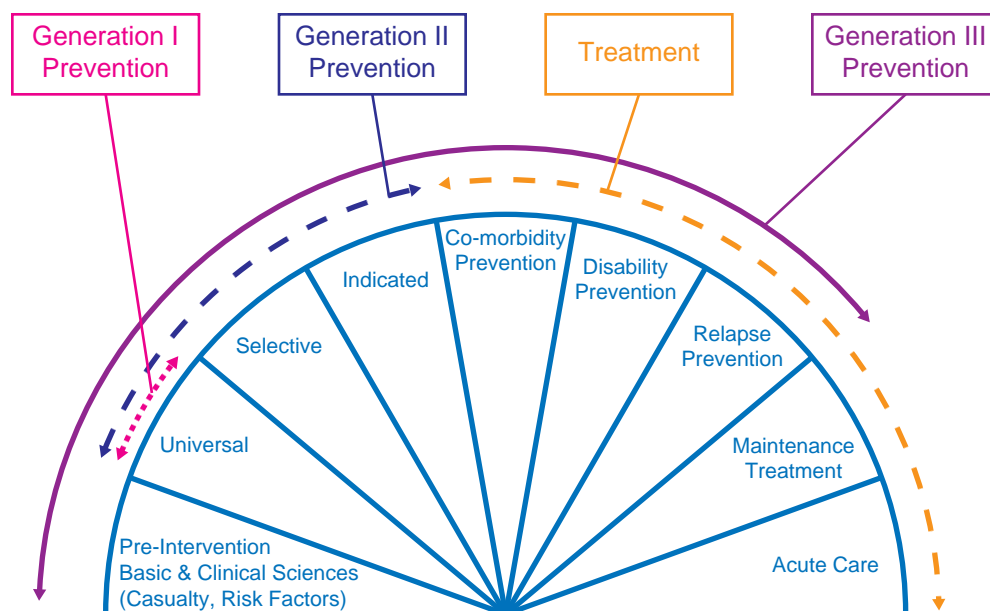 Generation I
Prevention
Generation II
Prevention
Treatment
Generation III
Prevention
Co-morbidity
Prevention
Indicated
Disability
Prevention
Selective
Relapse
Prevention
Universal
Maintenance
Treatment
Pre-Intervention
Basic & Clinical Sciences
(Casualty, Risk Factors)
Acute Care